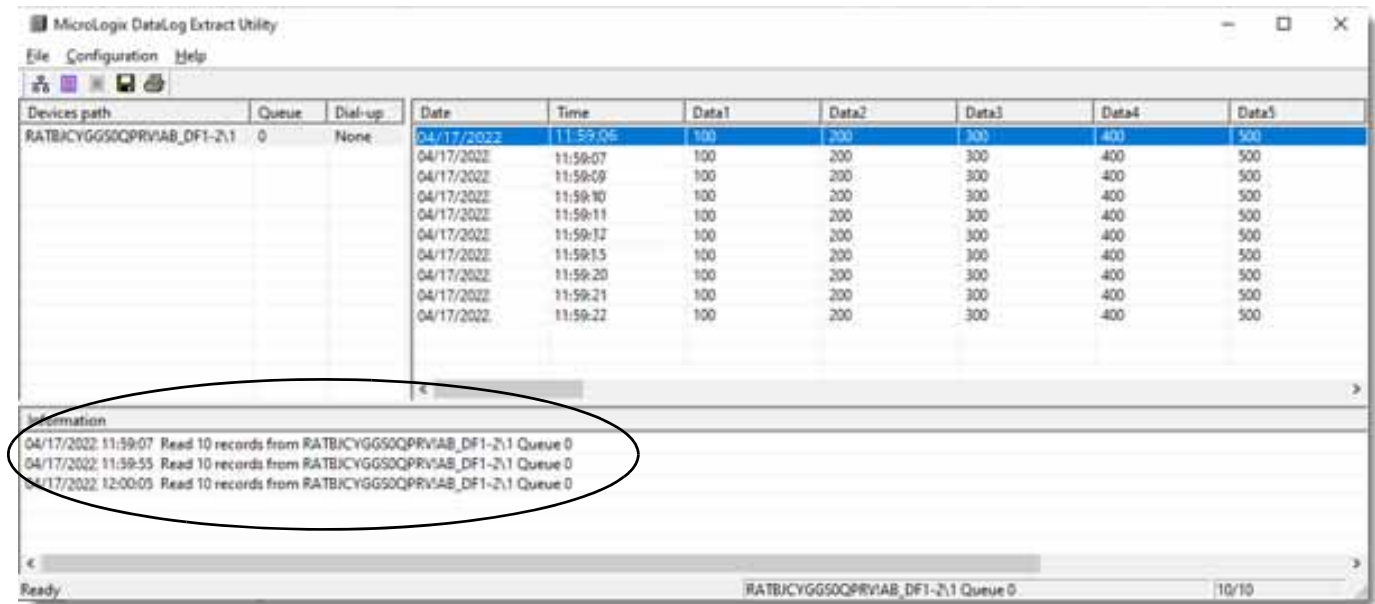 MicroLogix DataLog Extract Utility
File Configuration Help
Devices path Queue Dial-up Date Time Data1 Data2 Data3 Data4 Data5
RATBJCYGGS0QPRV!AB_DF1-2\1 0 None 04/17/2022 11:59:06 100 200 300 400 500
04/17/2022 11:59:07 100 200 300 400 500
04/17/2022 11:59:09 100 200 300 400 500
04/17/2022 11:59:10 100 200 300 400 500
04/17/2022 11:59:11 100 200 300 400 500
04/17/2022 11:59:12 100 200 300 400 500
04/17/2022 11:59:15 100 200 300 400 500
04/17/2022 11:59:20 100 200 300 400 500
04/17/2022 11:59:21 100 200 300 400 500
04/17/2022 11:59:22 100 200 300 400 500
Information
04/17/2022 11:59:07 Read 10 records from RATBJCYGGS0QPRV!AB_DF1-2\1 Queue 0
04/17/2022 11:59:55 Read 10 records from RATBJCYGGS0QPRV!AB_DF1-2\1 Queue 0
04/17/2022 12:00:05 Read 10 records from RATBJCYGGS0QPRV!AB_DF1-2\1 Queue 0
Ready RATBJCYGGS0QPRV!AB_DF1-2\1 Queue 0 10/10